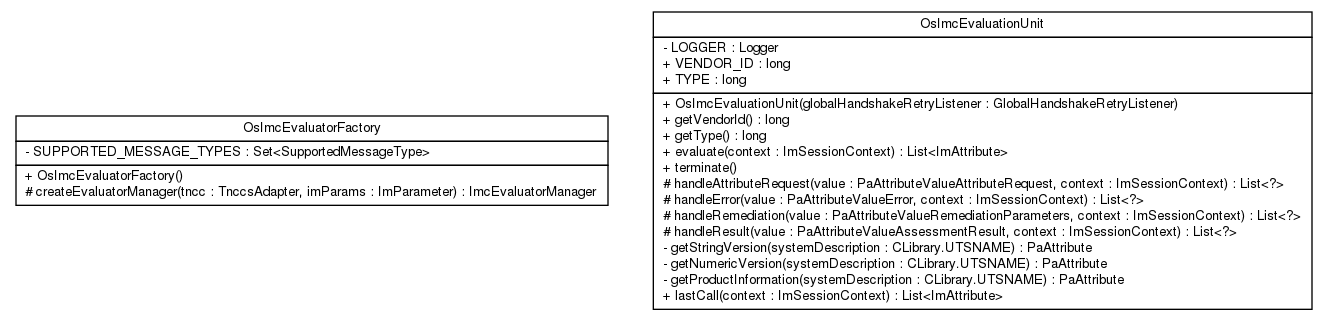 OsImcEvaluatorFactory
- SUPPORTED_MESSAGE_TYPES : Set<SupportedMessageType>
+ OsImcEvaluatorFactory()
# createEvaluatorManager(tncc : TnccsAdapter, imParams : ImParameter) : ImcEvaluatorManager
OsImcEvaluationUnit
- LOGGER : Logger
+ VENDOR_ID : long
+ TYPE : long
+ OsImcEvaluationUnit(globalHandshakeRetryListener : GlobalHandshakeRetryListener)
+ getVendorId() : long
+ getType() : long
+ evaluate(context : ImSessionContext) : List<ImAttribute>
+ terminate()
# handleAttributeRequest(value : PaAttributeValueAttributeRequest, context : ImSessionContext) : List<?>
# handleError(value : PaAttributeValueError, context : ImSessionContext) : List<?>
# handleRemediation(value : PaAttributeValueRemediationParameters, context : ImSessionContext) : List<?>
# handleResult(value : PaAttributeValueAssessmentResult, context : ImSessionContext) : List<?>
- getStringVersion(systemDescription : CLibrary.UTSNAME) : PaAttribute
- getNumericVersion(systemDescription : CLibrary.UTSNAME) : PaAttribute
- getProductInformation(systemDescription : CLibrary.UTSNAME) : PaAttribute
+ lastCall(context : ImSessionContext) : List<ImAttribute>